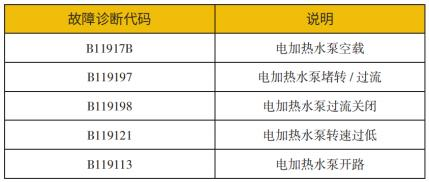 故障诊断代码 说明
B11917B 电加热水泵空载
B119197 电加热水泵堵转 / 过流
B119198 电加热水泵过流关闭
B119121 电加热水泵转速过低
B119113 电加热水泵开路